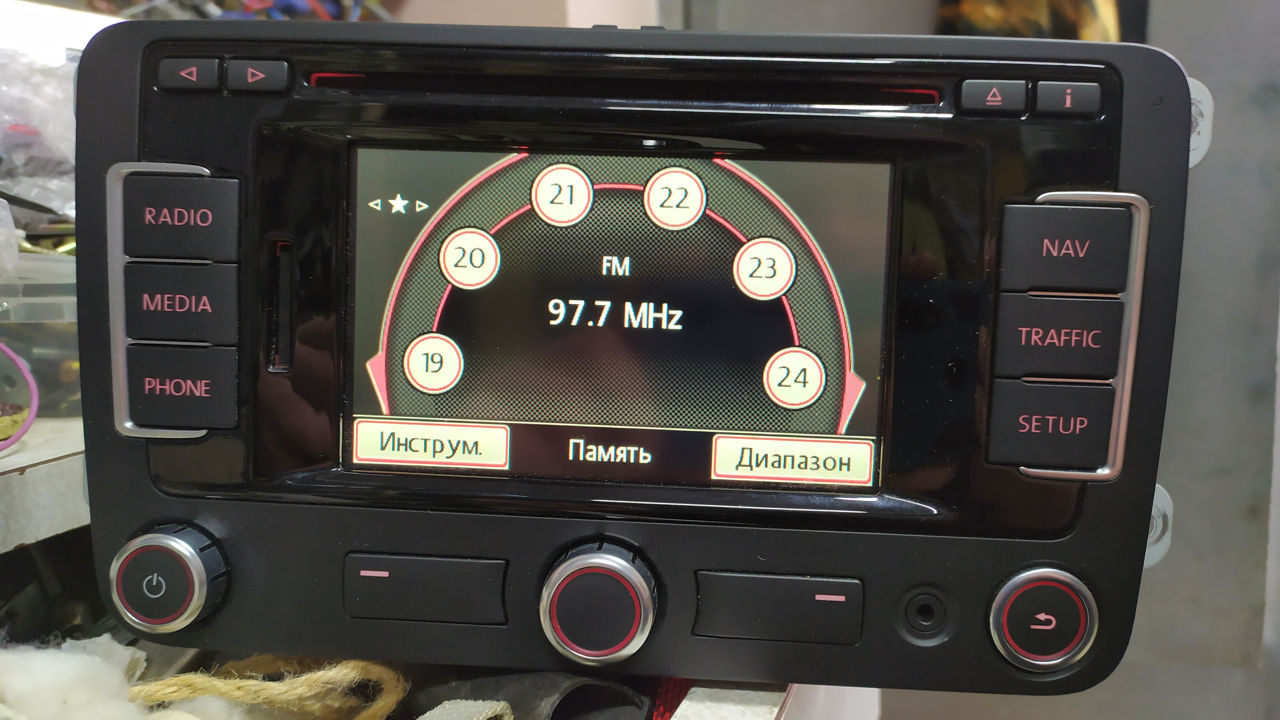 i
RADIO
MEDIA
PHONE
21
22
20
23
FM
97.7 MHz
19
24
Инструм.
Память
Диапазон
NAV
TRAFFIC
SETUP